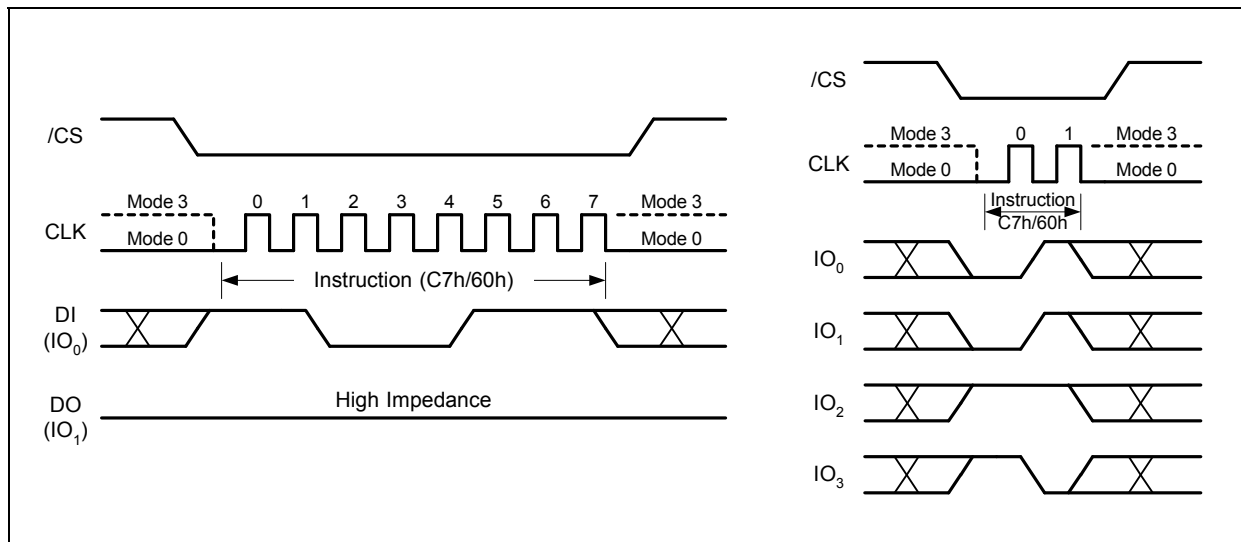 /CS
Mode 3
0 1 2 3 4 5 6 7
Mode 3
CLK
Mode 0
Mode 0
Instruction (C7h/60h)
DI
(IO0)
DO
(IO1)
High Impedance
/CS
Mode 3
0 1
Mode 3
CLK
Mode 0
Mode 0
Instruction
C7h/60h
IO0
IO1
IO2
IO3